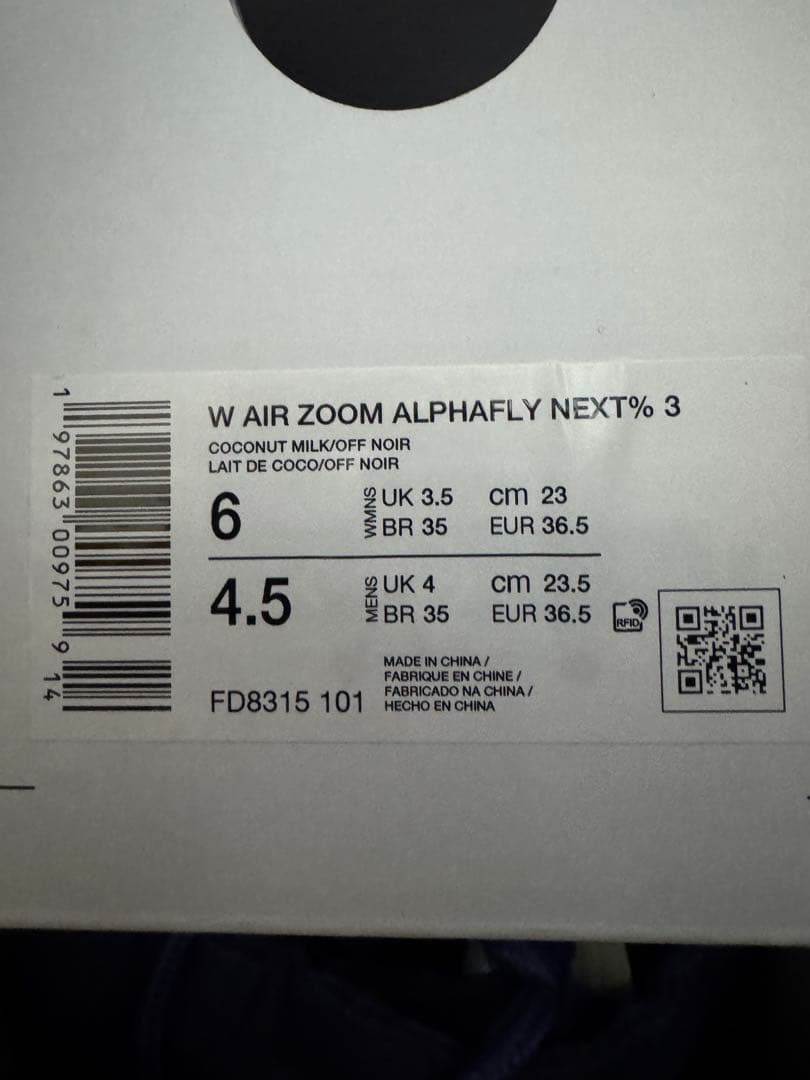 1 97863 00975 9 14
W AIR ZOOM ALPHAFLY NEXT% 3
COCONUT MILK/OFF NOIR
LAIT DE COCO/OFF NOIR
6 WMNS UK 3.5 cm 23
BR 35 EUR 36.5
4.5 MENS UK 4 cm 23.5
BR 35 EUR 36.5
RFID
MADE IN CHINA /
FABRIQUE EN CHINE /
FABRICADO NA CHINA /
HECHO EN CHINA
FD8315 101